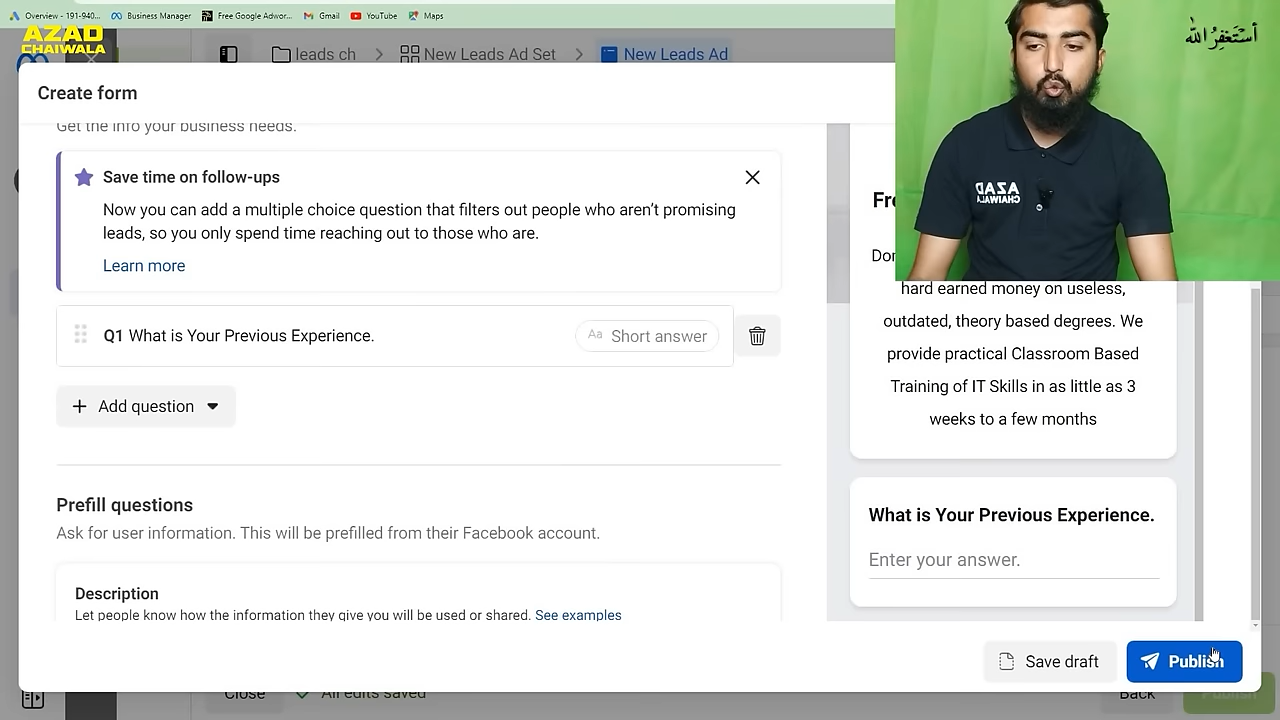 Overview - 191-940...
Business Manager
Free Google Adwor...
Gmail
YouTube
Maps
AZAD
CHAIWALA
leads ch
New Leads Ad Set
New Leads Ad
أستغفر الله
Create form
Get the info your business needs.
Save time on follow-ups
Now you can add a multiple choice question that filters out people who aren’t promising
leads, so you only spend time reaching out to those who are.
Learn more
Q1 What is Your Previous Experience.
Aa Short answer
Add question
Prefill questions
Ask for user information. This will be prefilled from their Facebook account.
Description
Let people know how the information they give you will be used or shared. See examples
Fre
Don
hard earned money on useless,
outdated, theory based degrees. We
provide practical Classroom Based
Training of IT Skills in as little as 3
weeks to a few months
What is Your Previous Experience.
Enter your answer.
AZAD
CHAIWALA
Save draft
Publish
Close
All edits saved
Back
Publish